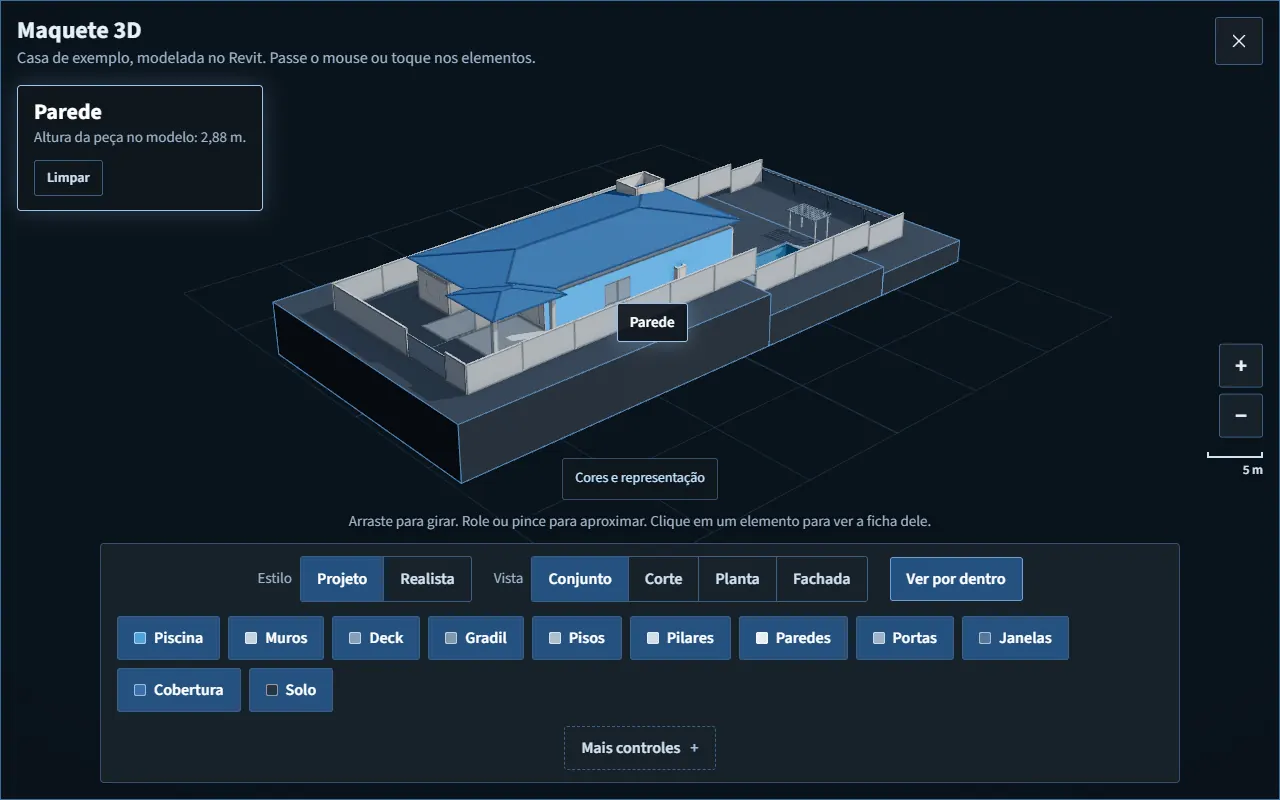 Maquete 3D
Casa de exemplo, modelada no Revit. Passe o mouse ou toque nos elementos.
Parede
Altura da peça no modelo: 2,88 m.
Limpar
Parede
+
−
5 m
Cores e representação
Arraste para girar. Role ou pince para aproximar. Clique em um elemento para ver a ficha dele.
Estilo Projeto Realista Vista Conjunto Corte Planta Fachada Ver por dentro
Piscina Muros Deck Gradil Pisos Pilares Paredes Portas Janelas
Cobertura Solo
Mais controles +